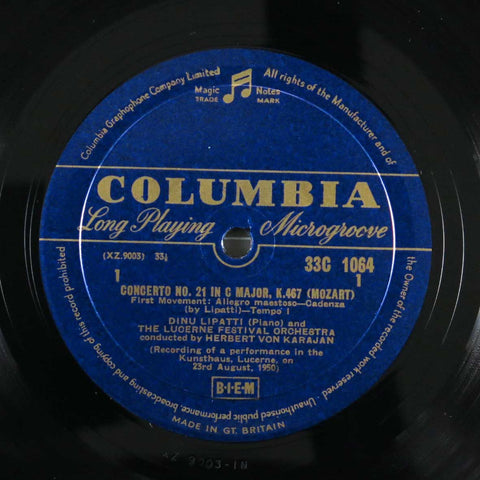 Columbia Graphophone Company Limited
All rights of the Manufacturer and of
the Owner of the recorded work reserved. Unauthorised public performance, broadcasting and copying of this record prohibited
Magic Notes
TRADE MARK
COLUMBIA
Long Playing Microgroove
(XZ.9003) 33⅓
33C 1064
1 1
CONCERTO NO. 21 IN C MAJOR, K.467 (MOZART)
First Movement: Allegro maestoso—Cadenza
(by Lipatti)—Tempo I
DINU LIPATTI (Piano) and
THE LUCERNE FESTIVAL ORCHESTRA
conducted by HERBERT VON KARAJAN
(Recording of a performance in the
Kunsthaus, Lucerne, on
23rd August, 1950)
B·I·E·M
MADE IN GT. BRITAIN
XZ 9003-1N